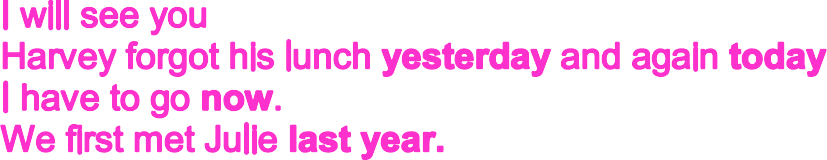 I will see you
Harvey forgot his lunch yesterday and again today
I have to go now.
We first met Julie last year.